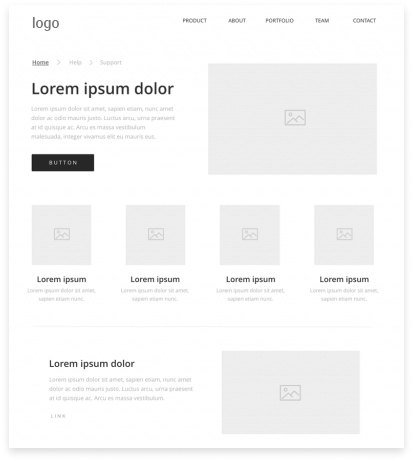 logo
PRODUCT ABOUT PORTFOLIO TEAM CONTACT
Home Help Support
Lorem ipsum dolor
Lorem ipsum dolor sit amet, sapien etiam, nunc amet
dolor ac odio mauris justo. Luctus arcu, urna praesent
at id quisque ac. Arcu es massa vestibulum
malesuada, integer vivamus elit eu mauris eus.
BUTTON
Lorem ipsum Lorem ipsum Lorem ipsum Lorem ipsum
Lorem ipsum dolor sit amet, Lorem ipsum dolor sit amet, Lorem ipsum dolor sit amet, Lorem ipsum dolor sit amet,
sapien etiam nunc. sapien etiam nunc. sapien etiam nunc. sapien etiam nunc.
Lorem ipsum dolor
Lorem ipsum dolor sit amet, sapien etiam, nunc amet
dolor ac odio mauris justo. Luctus arcu, urna praesent
at id quisque ac. Arcu es massa vestibulum.
LINK